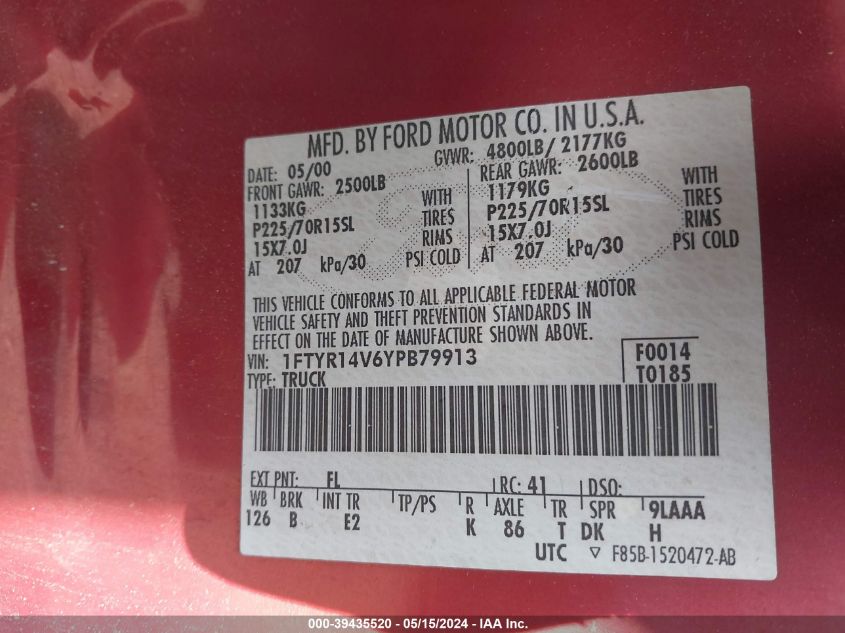 MFD. BY FORD MOTOR CO. IN U.S.A.
DATE: 05/00 GVWR: 4800LB/ 2177KG
FRONT GAWR: 2500LB REAR GAWR: 2600LB
1133KG WITH 1179KG WITH
P225/70R15SL TIRES P225/70R15SL TIRES
15X7.0J RIMS 15X7.0J RIMS
AT 207 kPa/30 PSI COLD AT 207 kPa/30 PSI COLD
THIS VEHICLE CONFORMS TO ALL APPLICABLE FEDERAL MOTOR
VEHICLE SAFETY AND THEFT PREVENTION STANDARDS IN
EFFECT ON THE DATE OF MANUFACTURE SHOWN ABOVE.
VIN: 1FTYR14V6YPB79913 F0014
TYPE: TRUCK T0185
EXT PNT: FL RC: 41 DSO:
WB BRK INT TR TP/PS R AXLE TR SPR 9LAAA
126 B E2 K 86 T DK H
UTC ▽ F85B-1520472-AB
000-39435520 - 05/15/2024 - IAA Inc.